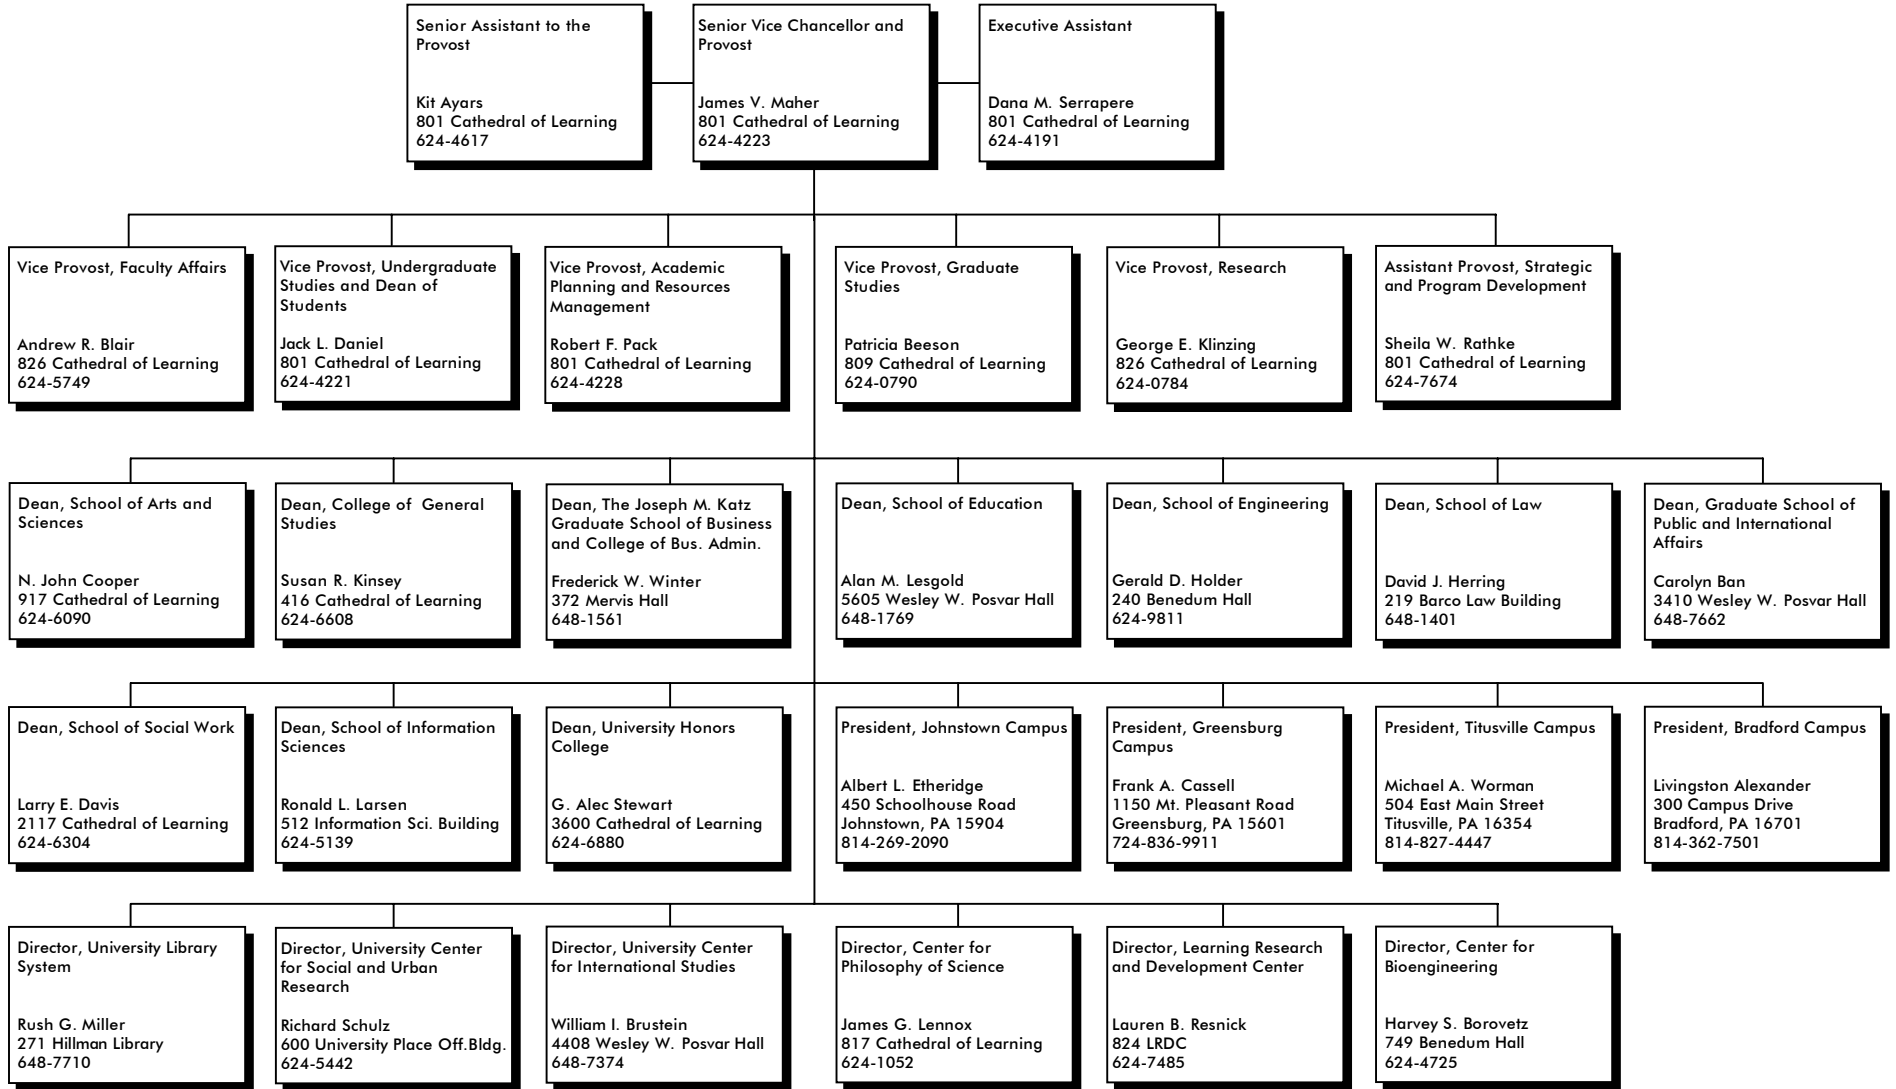 Senior Assistant to the
Provost
Kit Ayars
801 Cathedral of Learning
624-4617
Senior Vice Chancellor and
Provost
James V. Maher
801 Cathedral of Learning
624-4223
Executive Assistant
Dana M. Serrapere
801 Cathedral of Learning
624-4191
Vice Provost, Faculty Affairs
Andrew R. Blair
826 Cathedral of Learning
624-5749
Vice Provost, Undergraduate
Studies and Dean of
Students
Jack L. Daniel
801 Cathedral of Learning
624-4221
Vice Provost, Academic
Planning and Resources
Management
Robert F. Pack
801 Cathedral of Learning
624-4228
Vice Provost, Graduate
Studies
Patricia Beeson
809 Cathedral of Learning
624-0790
Vice Provost, Research
George E. Klinzing
826 Cathedral of Learning
624-0784
Assistant Provost, Strategic
and Program Development
Sheila W. Rathke
801 Cathedral of Learning
624-7674
Dean, School of Arts and
Sciences
N. John Cooper
917 Cathedral of Learning
624-6090
Dean, College of General
Studies
Susan R. Kinsey
416 Cathedral of Learning
624-6608
Dean, The Joseph M. Katz
Graduate School of Business
and College of Bus. Admin.
Frederick W. Winter
372 Mervis Hall
648-1561
Dean, School of Education
Alan M. Lesgold
5605 Wesley W. Posvar Hall
648-1769
Dean, School of Engineering
Gerald D. Holder
240 Benedum Hall
624-9811
Dean, School of Law
David J. Herring
219 Barco Law Building
648-1401
Dean, Graduate School of
Public and International
Affairs
Carolyn Ban
3410 Wesley W. Posvar Hall
648-7662
Dean, School of Social Work
Larry E. Davis
2117 Cathedral of Learning
624-6304
Dean, School of Information
Sciences
Ronald L. Larsen
512 Information Sci. Building
624-5139
Dean, University Honors
College
G. Alec Stewart
3600 Cathedral of Learning
624-6880
President, Johnstown Campus
Albert L. Etheridge
450 Schoolhouse Road
Johnstown, PA 15904
814-269-2090
President, Greensburg
Campus
Frank A. Cassell
1150 Mt. Pleasant Road
Greensburg, PA 15601
724-836-9911
President, Titusville Campus
Michael A. Worman
504 East Main Street
Titusville, PA 16354
814-827-4447
President, Bradford Campus
Livingston Alexander
300 Campus Drive
Bradford, PA 16701
814-362-7501
Director, University Library
System
Rush G. Miller
271 Hillman Library
648-7710
Director, University Center
for Social and Urban
Research
Richard Schulz
600 University Place Off.Bldg.
624-5442
Director, University Center
for International Studies
William I. Brustein
4408 Wesley W. Posvar Hall
648-7374
Director, Center for
Philosophy of Science
James G. Lennox
817 Cathedral of Learning
624-1052
Director, Learning Research
and Development Center
Lauren B. Resnick
824 LRDC
624-7485
Director, Center for
Bioengineering
Harvey S. Borovetz
749 Benedum Hall
624-4725